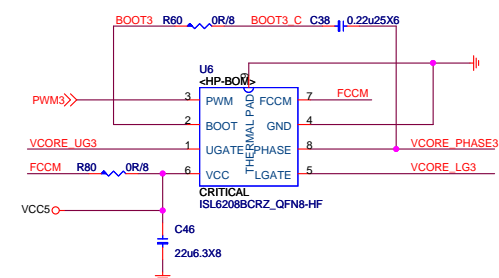 BOOT3 R60 0R/8 BOOT3_C C38 0.22u25X6
U6
<HP-BOM>
PWM3 3 PWM FCCM 7 FCCM
2 BOOT GND 4
VCORE_UG3 1 UGATE PHASE 8 VCORE_PHASE3
FCCM R80 0R/8 6 VCC LGATE 5 VCORE_LG3
THERMAL PAD
9
CRITICAL
ISL6208BCRZ_QFN8-HF
VCC5
C46
22u6.3X8